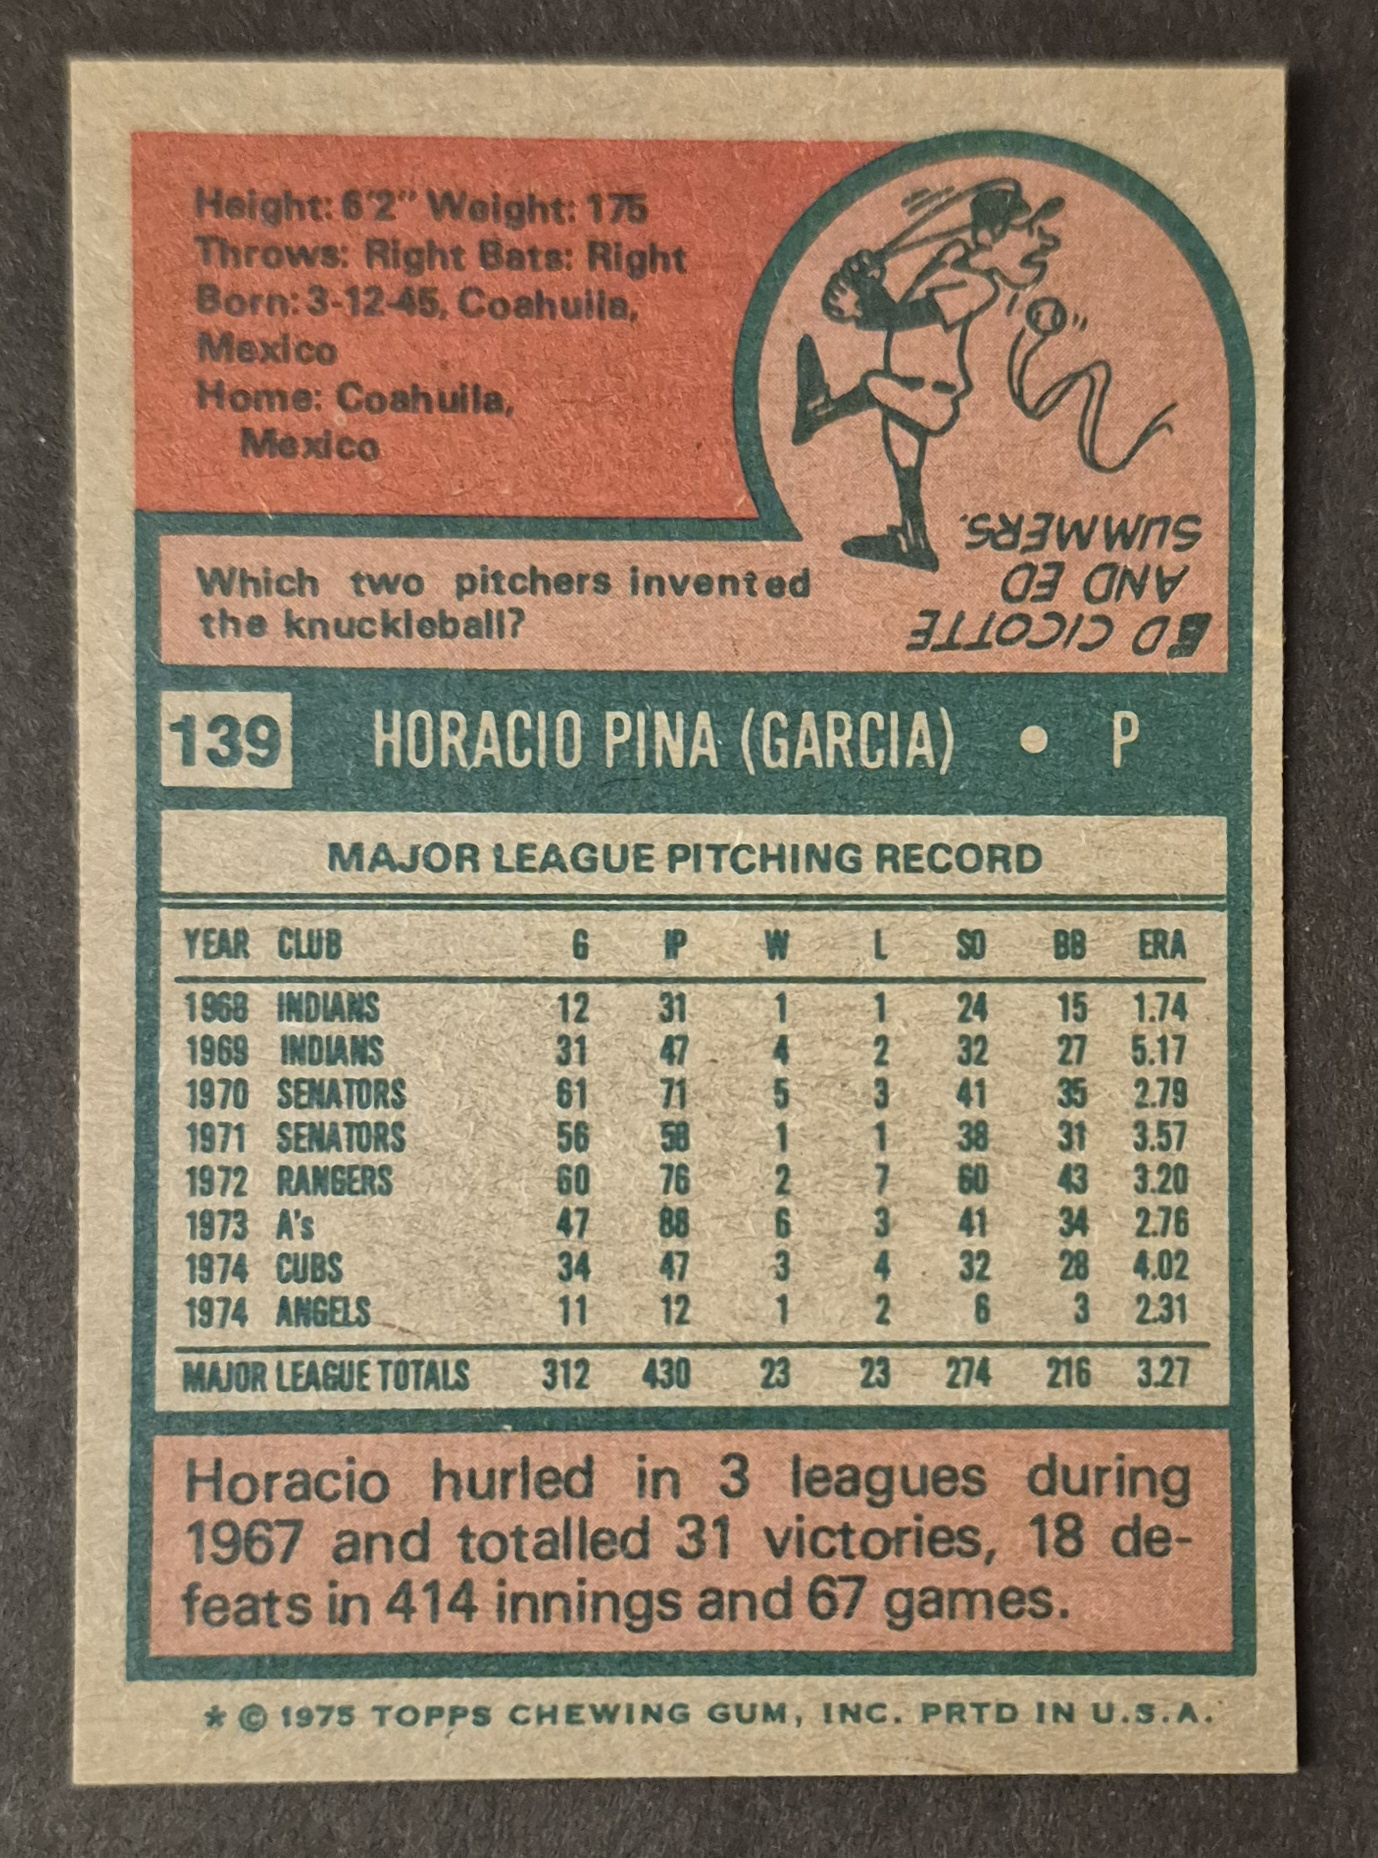 Height: 6'2" Weight: 175
Throws: Right Bats: Right
Born: 3-12-45, Coahuila,
Mexico
Home: Coahuila,
Mexico
Which two pitchers invented
the knuckleball?
ED CICOTTE
AND ED
SUMMERS.
139 HORACIO PINA (GARCIA) • P
MAJOR LEAGUE PITCHING RECORD
YEAR CLUB G IP W L SO BB ERA
1968 INDIANS 12 31 1 1 24 15 1.74
1969 INDIANS 31 47 4 2 32 27 5.17
1970 SENATORS 61 71 5 3 41 35 2.79
1971 SENATORS 56 58 1 1 38 31 3.57
1972 RANGERS 60 76 2 7 60 43 3.20
1973 A's 47 88 6 3 41 34 2.76
1974 CUBS 34 47 3 4 32 28 4.02
1974 ANGELS 11 12 1 2 6 3 2.31
MAJOR LEAGUE TOTALS 312 430 23 23 274 216 3.27
Horacio hurled in 3 leagues during
1967 and totalled 31 victories, 18 de-
feats in 414 innings and 67 games.
* © 1975 TOPPS CHEWING GUM, INC. PRTD IN U.S.A.